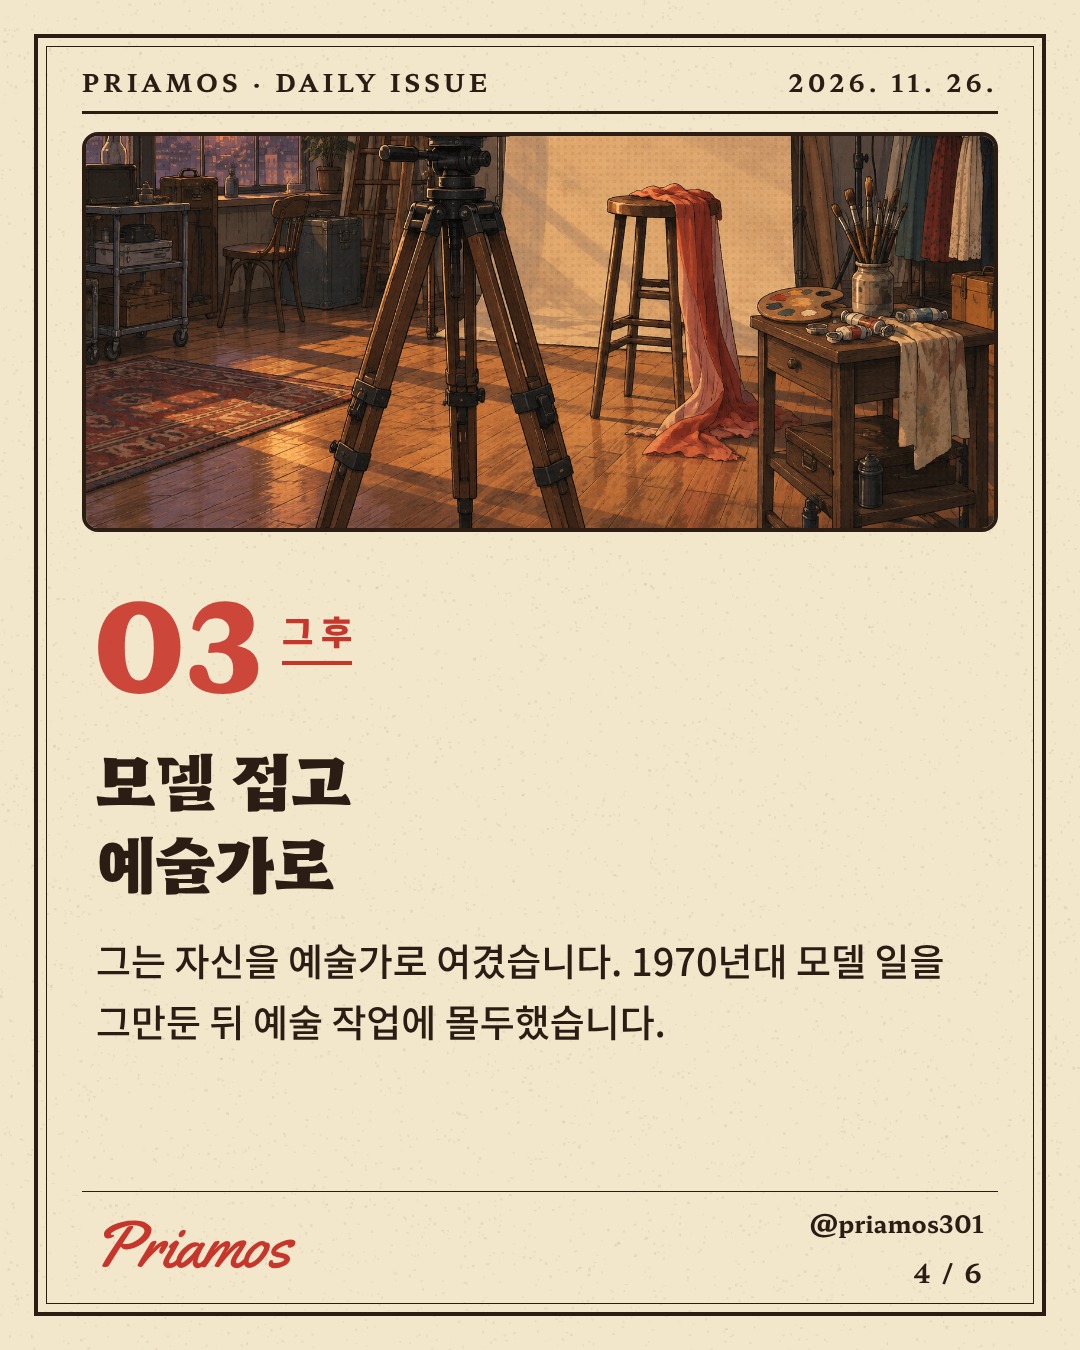 PRIAMOS · DAILY ISSUE
2026. 11. 26.
03 그 후
모델 접고
예술가로
그는 자신을 예술가로 여겼습니다. 1970년대 모델 일을
그만둔 뒤 예술 작업에 몰두했습니다.
Priamos
@priamos301
4 / 6